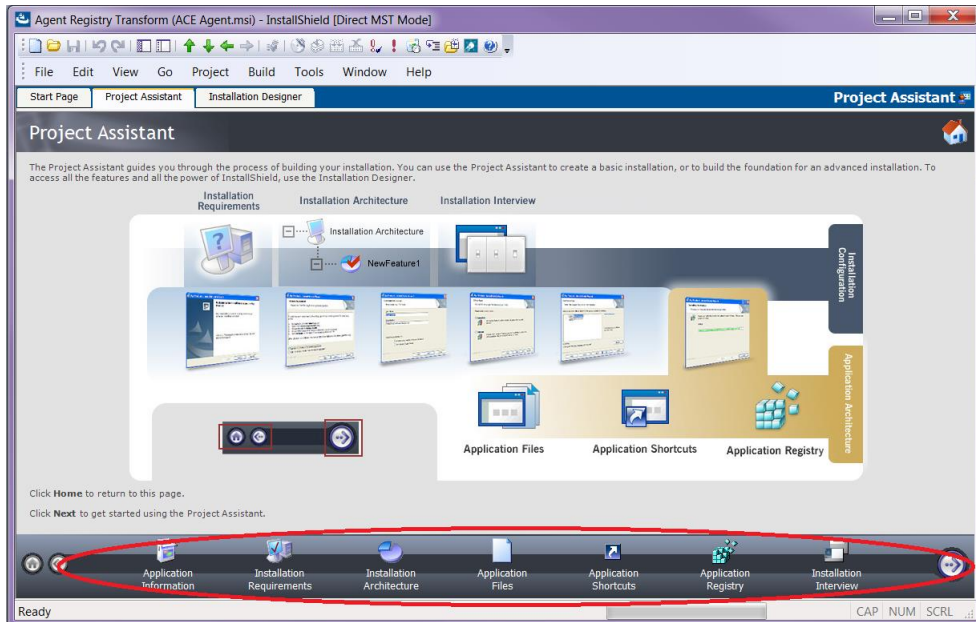 Agent Registry Transform (ACE Agent.msi) - InstallShield [Direct MST Mode]
File Edit View Go Project Build Tools Window Help
Start Page Project Assistant Installation Designer Project Assistant
Project Assistant
The Project Assistant guides you through the process of building your installation. You can use the Project Assistant to create a basic installation, or to build the foundation for an advanced installation. To
access all the features and all the power of InstallShield, use the Installation Designer.
Installation
Requirements
Installation Architecture
Installation Interview
Installation Architecture
NewFeature1
Installation
Configuration
Application Architecture
Application Files
Application Shortcuts
Application Registry
Click Home to return to this page.
Click Next to get started using the Project Assistant.
Application
Information
Installation
Requirements
Installation
Architecture
Application
Files
Application
Shortcuts
Application
Registry
Installation
Interview
Ready CAP NUM SCRL